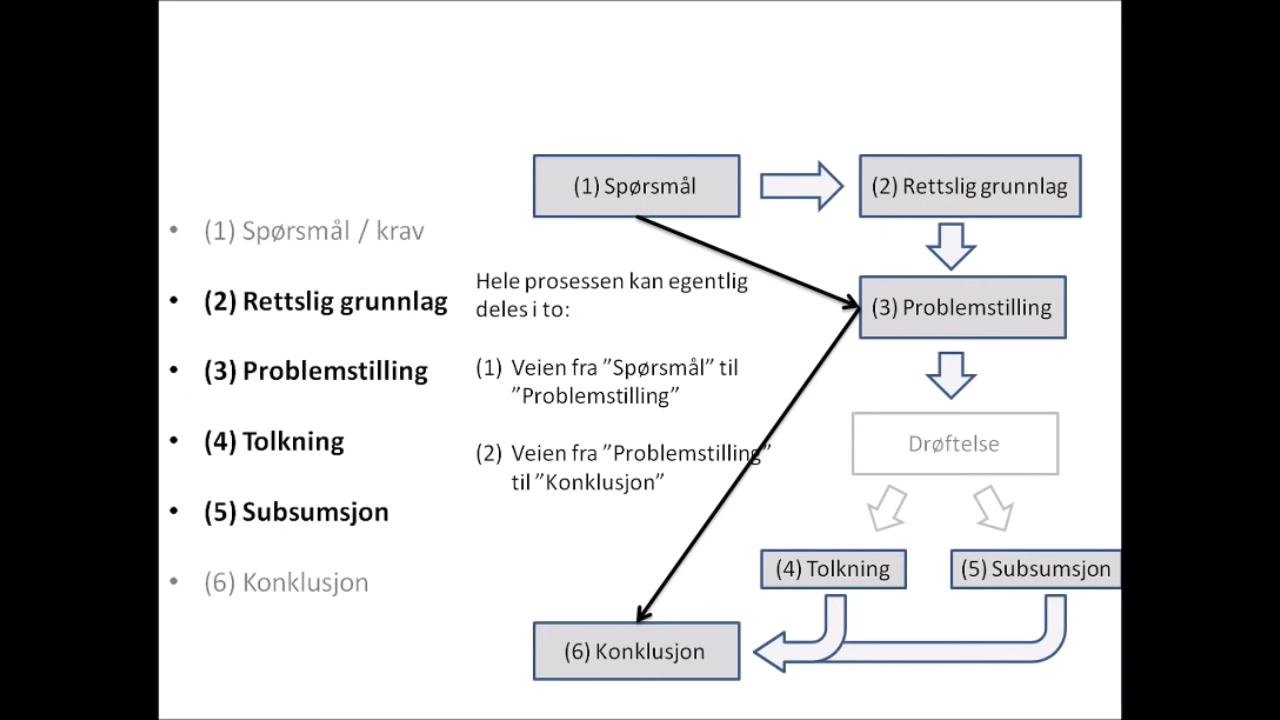 • (1) Spørsmål / krav
• (2) Rettslig grunnlag
• (3) Problemstilling
• (4) Tolkning
• (5) Subsumsjon
• (6) Konklusjon
Hele prosessen kan egentlig
deles i to:
(1) Veien fra ”Spørsmål” til
”Problemstilling”
(2) Veien fra ”Problemstilling”
til ”Konklusjon”
(1) Spørsmål
(2) Rettslig grunnlag
(3) Problemstilling
Drøftelse
(4) Tolkning
(5) Subsumsjon
(6) Konklusjon